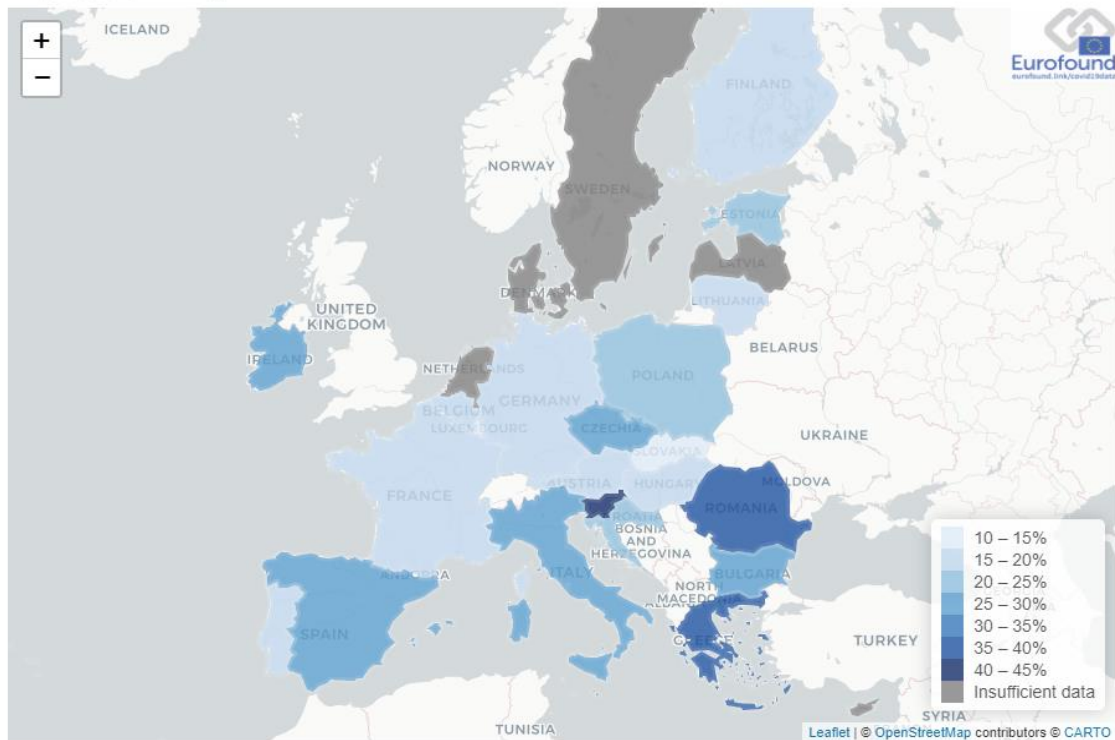 +
−
ICELAND
Eurofound
eurofound.link/covid19data
FINLAND
NORWAY
SWEDEN
ESTONIA
LATVIA
DENMARK
LITHUANIA
UNITED
KINGDOM
BELARUS
IRELAND
NETHERLANDS
POLAND
GERMANY
BELGIUM
LUXEMBOURG
CZECHIA
UKRAINE
SLOVAKIA
AUSTRIA
HUNGARY
MOLDOVA
FRANCE
ROMANIA
CROATIA
BOSNIA
AND
HERZEGOVINA
ANDORRA
ITALY
BULGARIA
NORTH
MACEDONIA
SPAIN
GREECE
TURKEY
TUNISIA
SYRIA
10 – 15%
15 – 20%
20 – 25%
25 – 30%
30 – 35%
35 – 40%
40 – 45%
Insufficient data
Leaflet | © OpenStreetMap contributors © CARTO